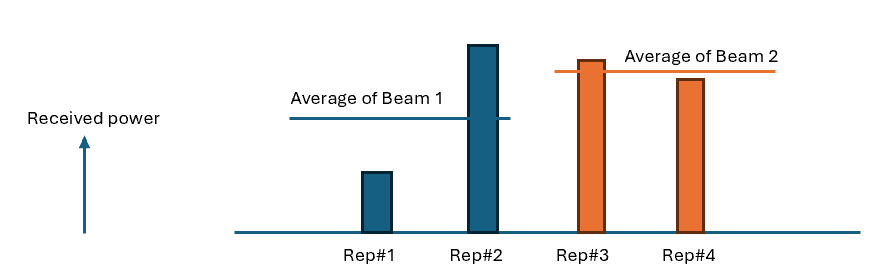 Average of Beam 2
Average of Beam 1
Received power
Rep#1
Rep#2
Rep#3
Rep#4